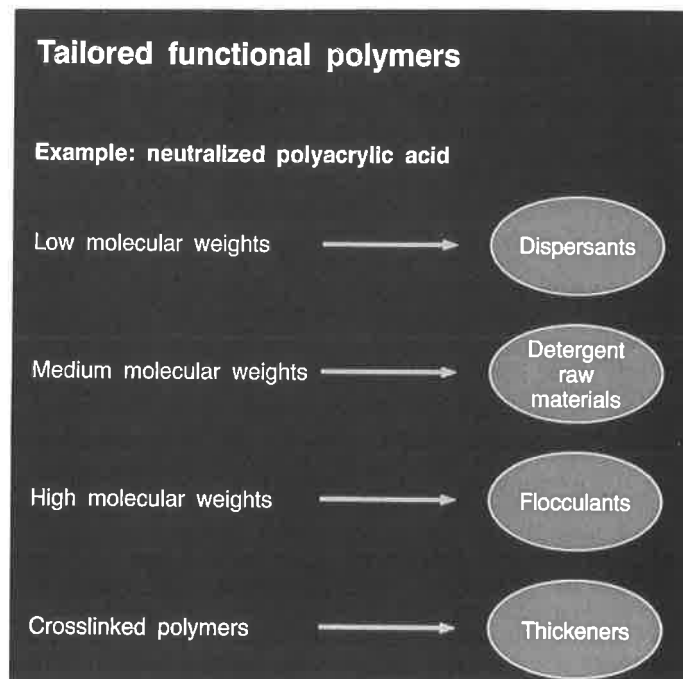 Tailored functional polymers
Example: neutralized polyacrylic acid
Low molecular weights
Dispersants
Medium molecular weights
Detergent
raw
materials
High molecular weights
Flocculants
Crosslinked polymers
Thickeners